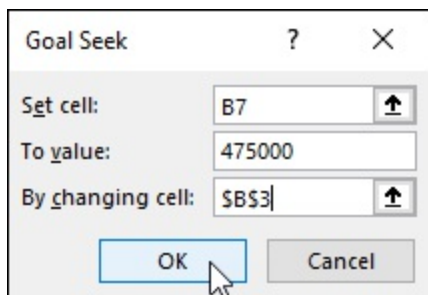 Goal Seek ? X
Set cell: B7
To value: 475000
By changing cell: $B$3
OK Cancel